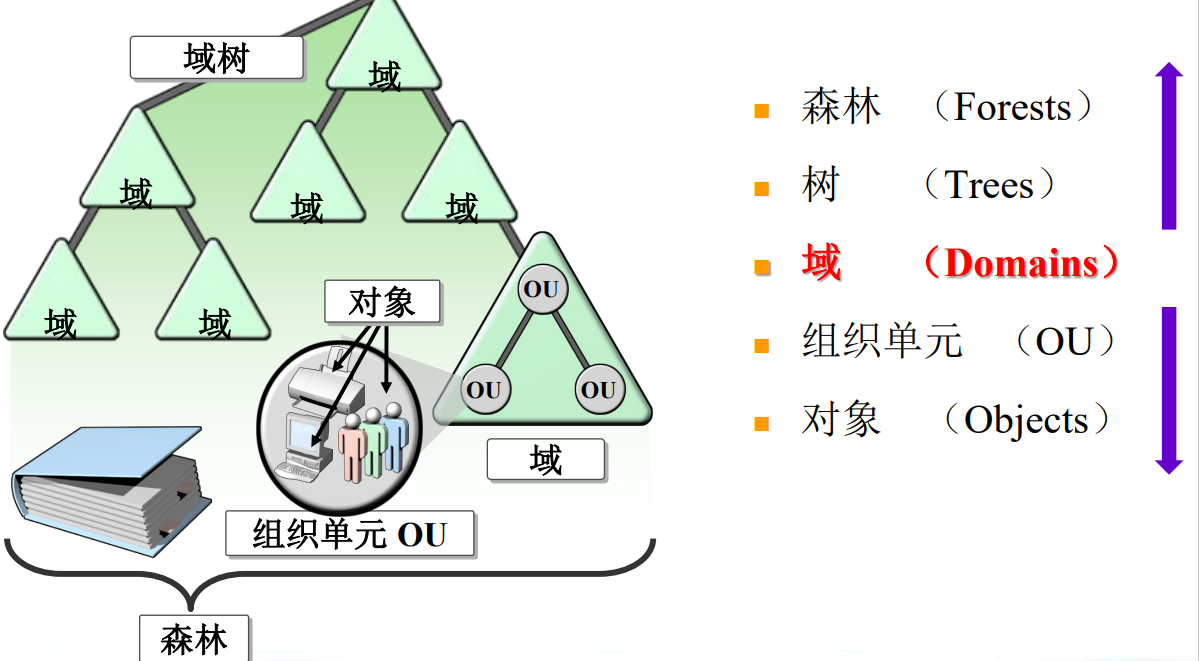 域树
域
域
域
域
域
域
对象
OU
OU
OU
域
组织单元 OU
森林
森林 （Forests）
树 （Trees）
域 （Domains）
组织单元 （OU）
对象 （Objects）